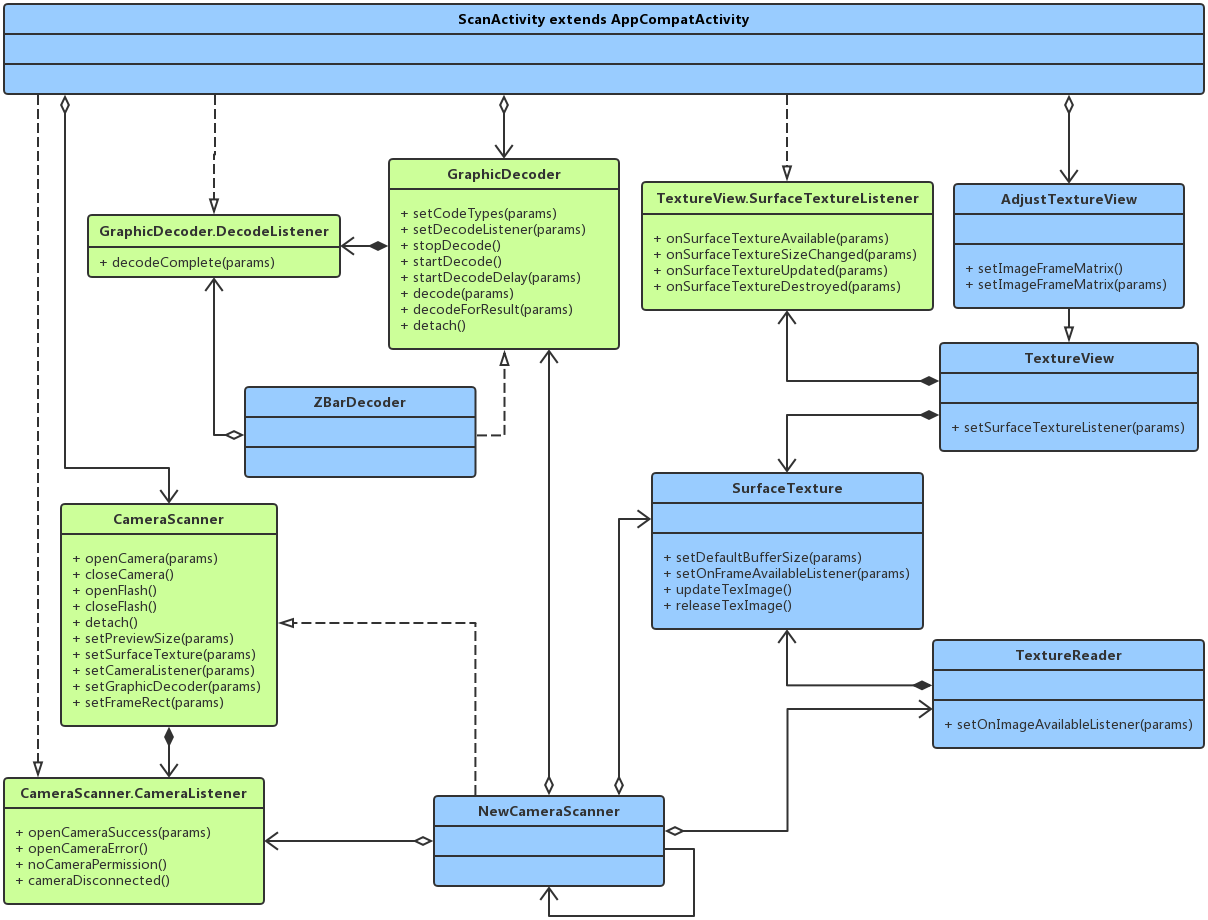 ScanActivity extends AppCompatActivity
GraphicDecoder
+ setCodeTypes(params)
+ setDecodeListener(params)
+ stopDecode()
+ startDecode()
+ startDecodeDelay(params)
+ decode(params)
+ decodeForResult(params)
+ detach()
TextureView.SurfaceTextureListener
+ onSurfaceTextureAvailable(params)
+ onSurfaceTextureSizeChanged(params)
+ onSurfaceTextureUpdated(params)
+ onSurfaceTextureDestroyed(params)
AdjustTextureView
+ setImageFrameMatrix()
+ setImageFrameMatrix(params)
GraphicDecoder.DecodeListener
+ decodeComplete(params)
TextureView
+ setSurfaceTextureListener(params)
ZBarDecoder
SurfaceTexture
+ setDefaultBufferSize(params)
+ setOnFrameAvailableListener(params)
+ updateTexImage()
+ releaseTexImage()
CameraScanner
+ openCamera(params)
+ closeCamera()
+ openFlash()
+ closeFlash()
+ detach()
+ setPreviewSize(params)
+ setSurfaceTexture(params)
+ setCameraListener(params)
+ setGraphicDecoder(params)
+ setFrameRect(params)
TextureReader
+ setOnImageAvailableListener(params)
CameraScanner.CameraListener
+ openCameraSuccess(params)
+ openCameraError()
+ noCameraPermission()
+ cameraDisconnected()
NewCameraScanner